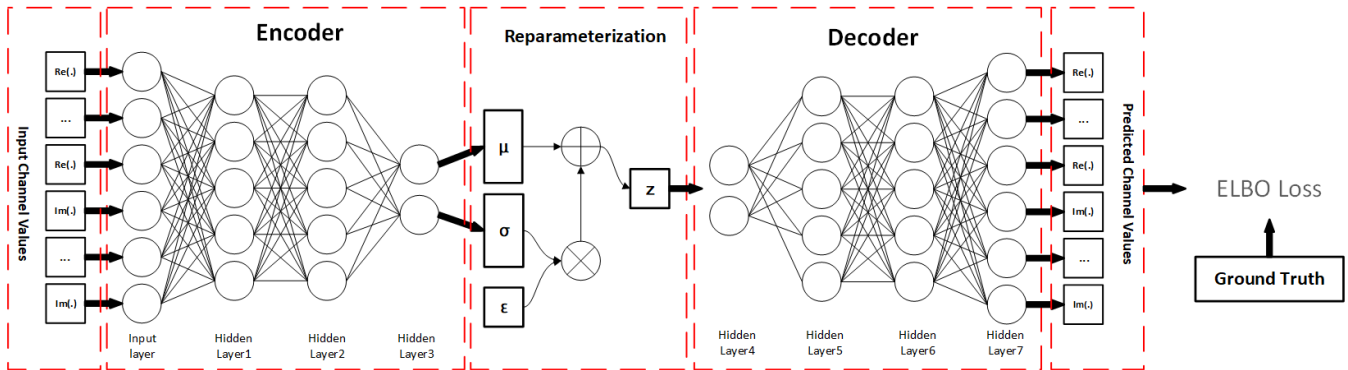 Input Channel Values
Re(.)
...
Re(.)
Im(.)
...
Im(.)
Encoder
Input
layer
Hidden
Layer1
Hidden
Layer2
Hidden
Layer3
Reparameterization
μ
σ
ε
z
Decoder
Hidden
Layer4
Hidden
Layer5
Hidden
Layer6
Hidden
Layer7
Re(.)
...
Re(.)
Im(.)
...
Im(.)
Predicted Channel Values
ELBO Loss
Ground Truth